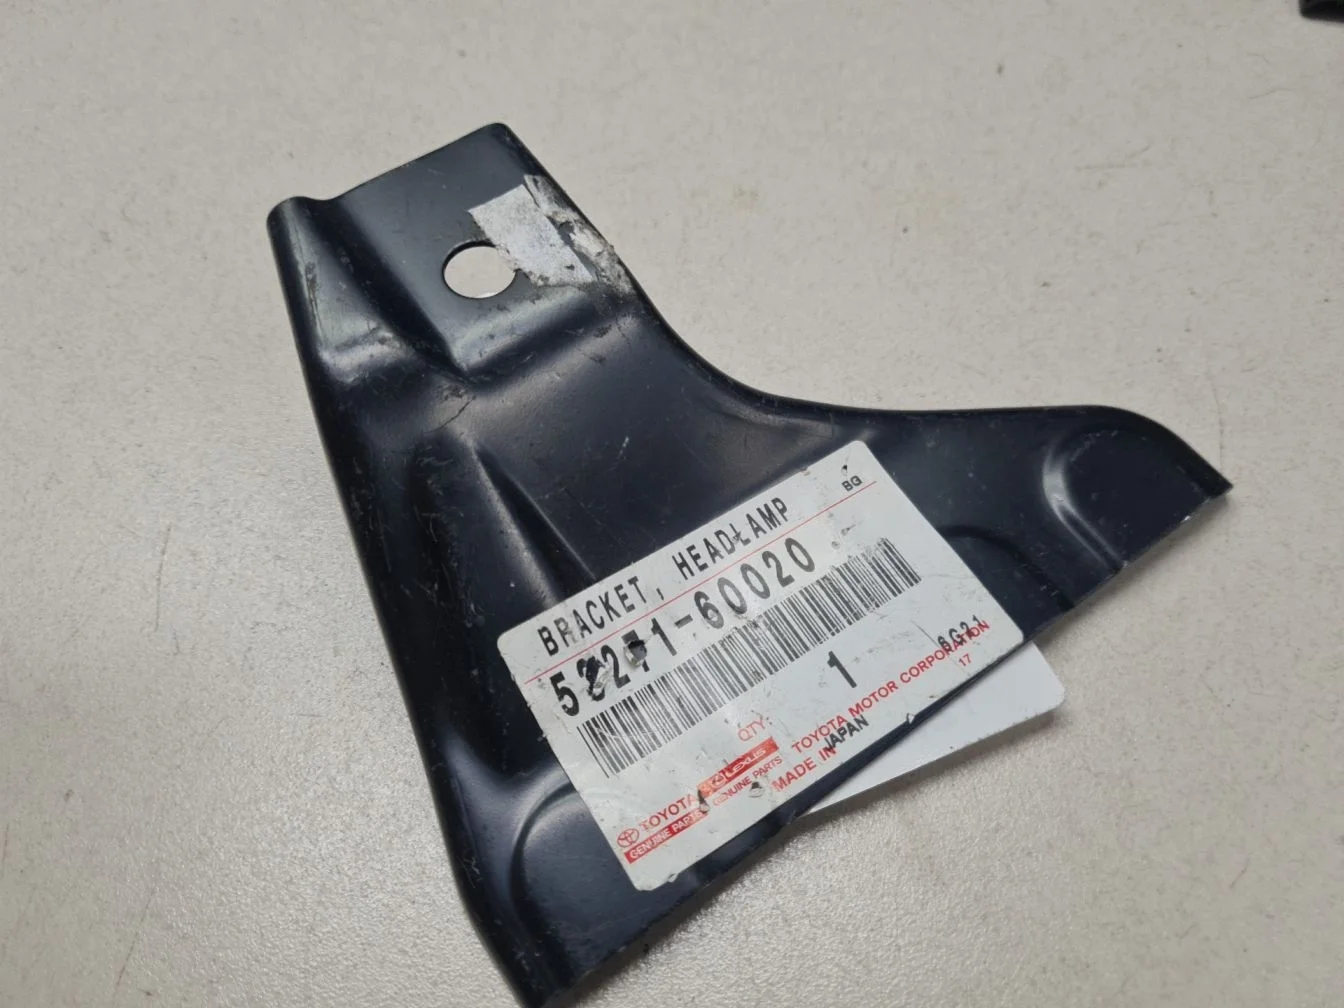 BG
BRACKET, HEADLAMP
52271-60020
QTY: 1
6G21
TOYOTA LEXUS TOYOTA MOTOR CORPORATION
GENUINE PARTS GENUINE PARTS MADE IN JAPAN
17